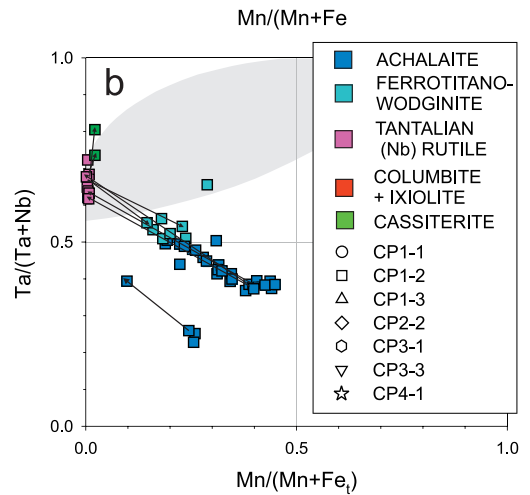 Mn/(Mn+Fe
1.0
b
Ta/(Ta+Nb)
0.5
0.0
0.0
0.5
1.0
Mn/(Mn+Fet)
ACHALAITE
FERROTITANO-
WODGINITE
TANTALIAN
(Nb) RUTILE
COLUMBITE
+ IXIOLITE
CASSITERITE
CP1-1
CP1-2
CP1-3
CP2-2
CP3-1
CP3-3
CP4-1